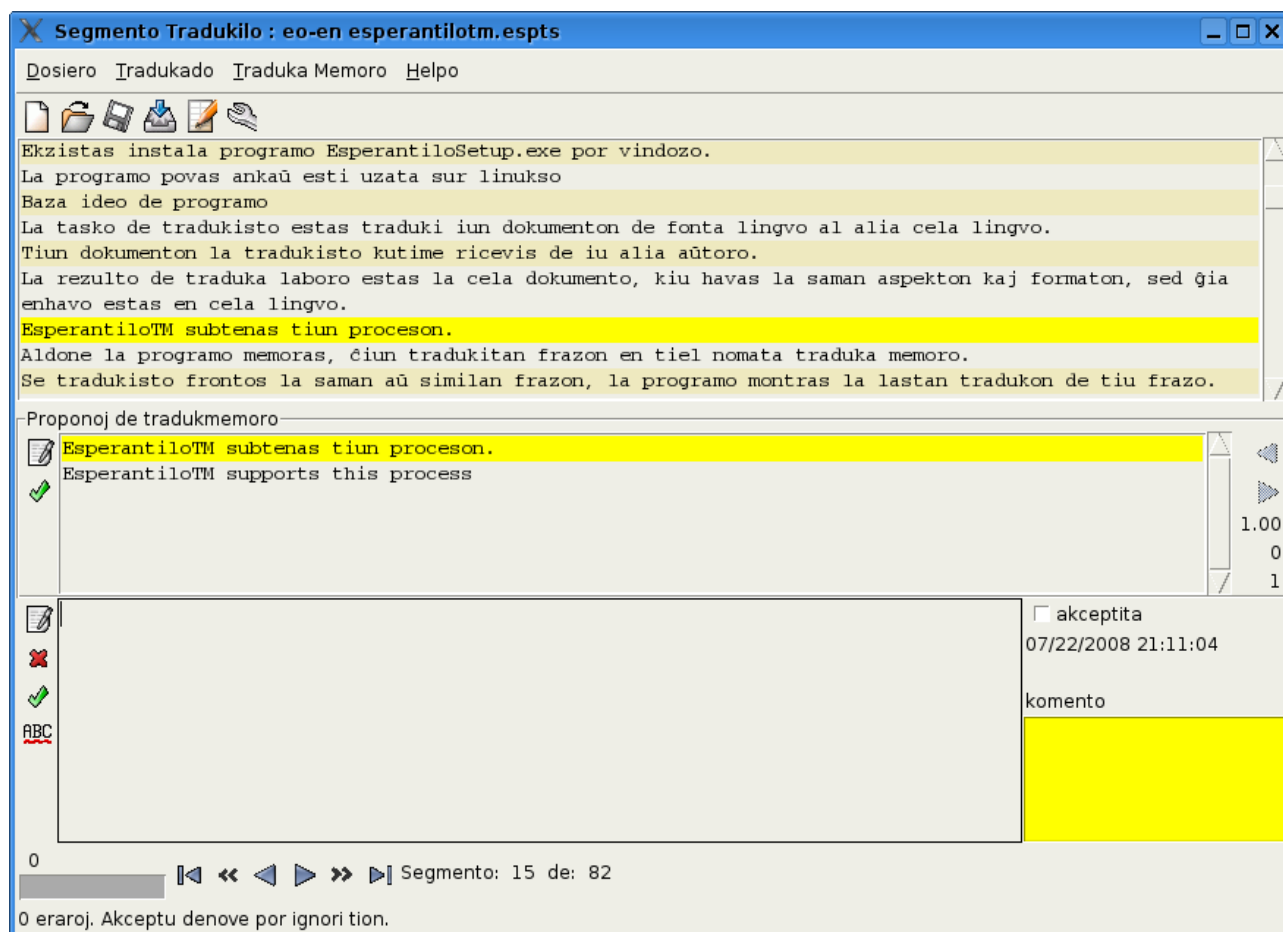 Segmento Tradukilo : eo-en esperantilotm.espts
Dosiero Tradukado Traduka Memoro Helpo
Ekzistas instala programo EsperantiloSetup.exe por vindozo.
La programo povas ankaŭ esti uzata sur linukso
Baza ideo de programo
La tasko de tradukisto estas traduki iun dokumenton de fonta lingvo al alia cela lingvo.
Tiun dokumenton la tradukisto kutime ricevis de iu alia aŭtoro.
La rezulto de traduka laboro estas la cela dokumento, kiu havas la saman aspekton kaj formaton, sed ĝia
enhavo estas en cela lingvo.
EsperantiloTM subtenas tiun proceson.
Aldone la programo memoras, ĉiun tradukitan frazon en tiel nomata traduka memoro.
Se tradukisto frontos la saman aŭ similan frazon, la programo montras la lastan tradukon de tiu frazo.
Proponoj de tradukmemoro
EsperantiloTM subtenas tiun proceson.
EsperantiloTM supports this process
1.00
0
1
akceptita
07/22/2008 21:11:04
komento
ABC
0
Segmento: 15 de: 82
0 eraroj. Akceptu denove por ignori tion.